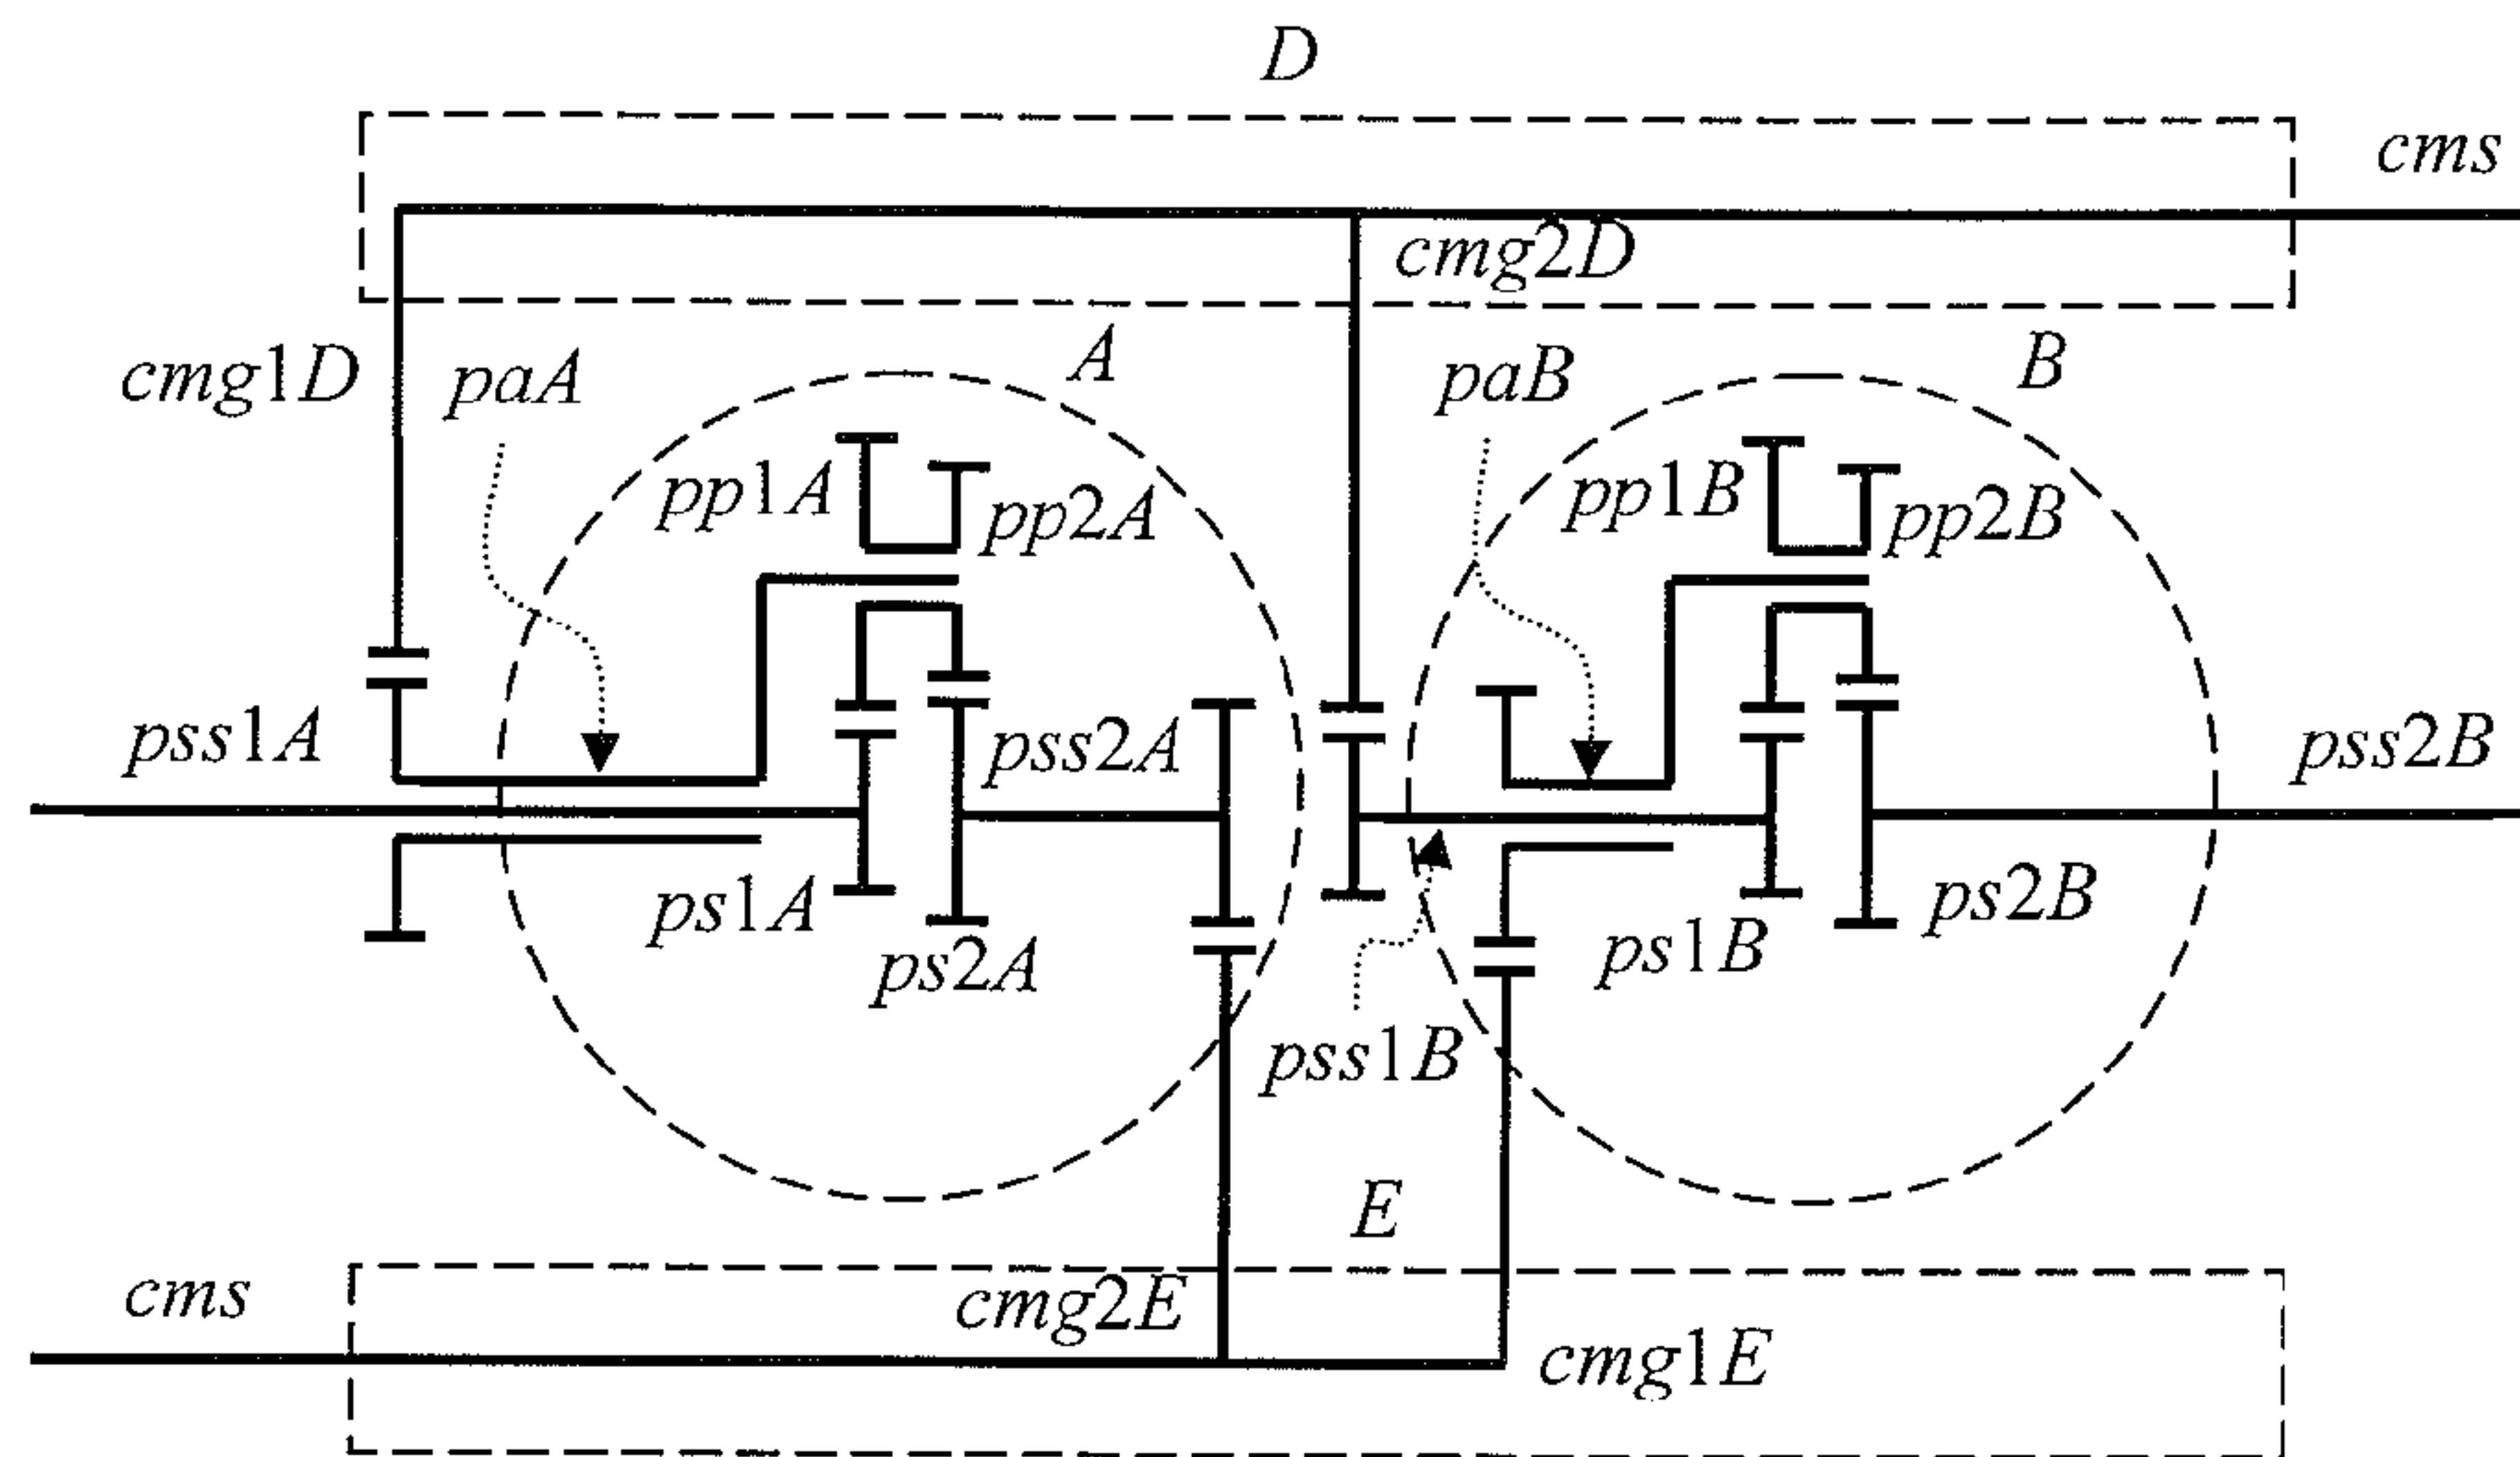 D
cms
cmg2D
A
B
cmg1D
paA
paB
pp1A
pp2A
pp1B
pp2B
pss1A
pss2A
pss2B
ps1A
ps2A
ps1B
ps2B
pss1B
E
cms
cmg2E
cmg1E